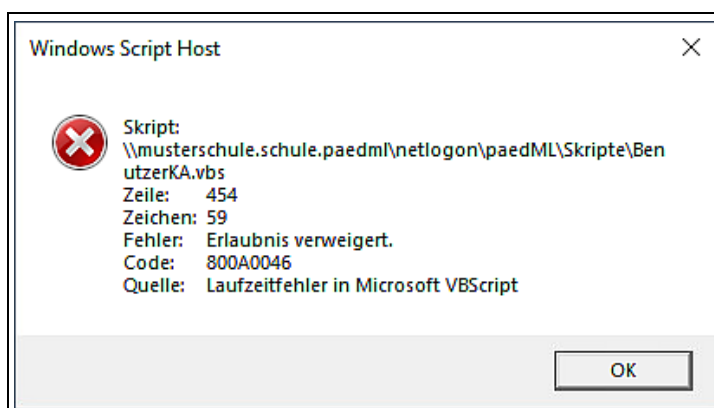 Windows Script Host
Skript:
\\musterschule.schule.paedml\netlogon\paedML\Skripte\Ben
utzerKA.vbs
Zeile: 454
Zeichen: 59
Fehler: Erlaubnis verweigert.
Code: 800A0046
Quelle: Laufzeitfehler in Microsoft VBScript
OK